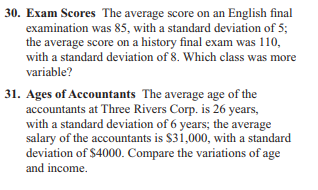 30. Exam Scores The average score on an English final
examination was 85, with a standard deviation of 5;
the average score on a history final exam was 110,
with a standard deviation of 8. Which class was more
variable?
31. Ages of Accountants The average age of the
accountants at Three Rivers Corp. is 26 years,
with a standard deviation of 6 years; the average
salary of the accountants is $31,000, with a standard
deviation of $4000. Compare the variations of age
and income.